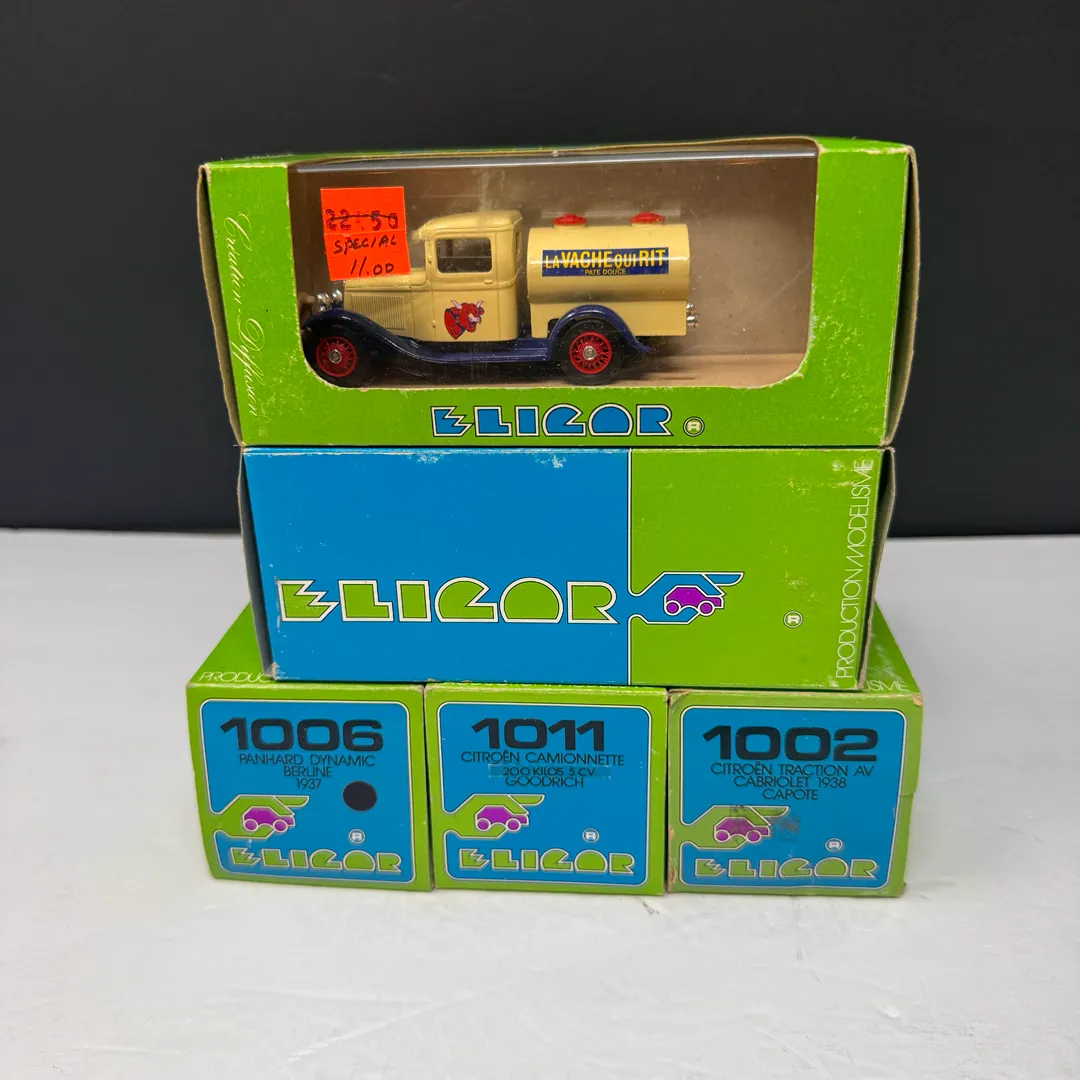 22.50
SPECIAL
11.00
Création Diffusion
LA VACHE QUI RIT
PATE DOUCE
ELIGOR ®
ELIGOR
®
PRODUCTION/MODELISME
PRODUC
ISME
1006
PANHARD DYNAMIC
BERLINE
1937
®
ELIGOR
1011
CITROËN CAMIONNETTE
200 KILOS 5 CV
GOODRICH
®
ELIGOR
1002
CITROËN TRACTION AV
CABRIOLET 1938
CAPOTE
®
ELIGOR